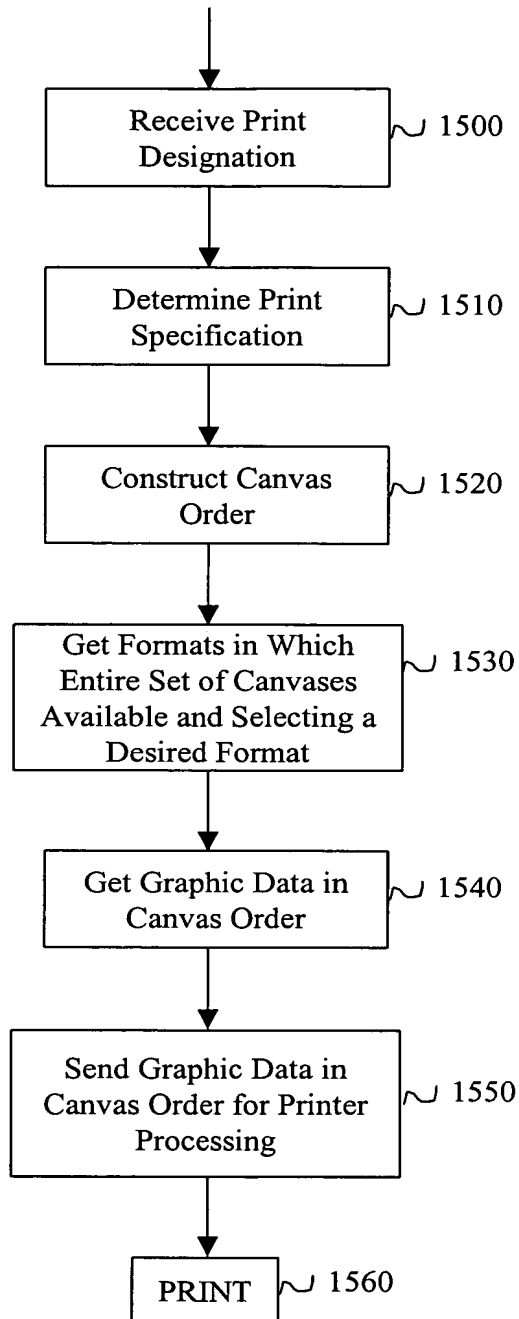 Receive Print
Designation
1500
Determine Print
Specification
1510
Construct Canvas
Order
1520
Get Formats in Which
Entire Set of Canvases
Available and Selecting a
Desired Format
1530
Get Graphic Data in
Canvas Order
1540
Send Graphic Data in
Canvas Order for Printer
Processing
1550
PRINT
1560